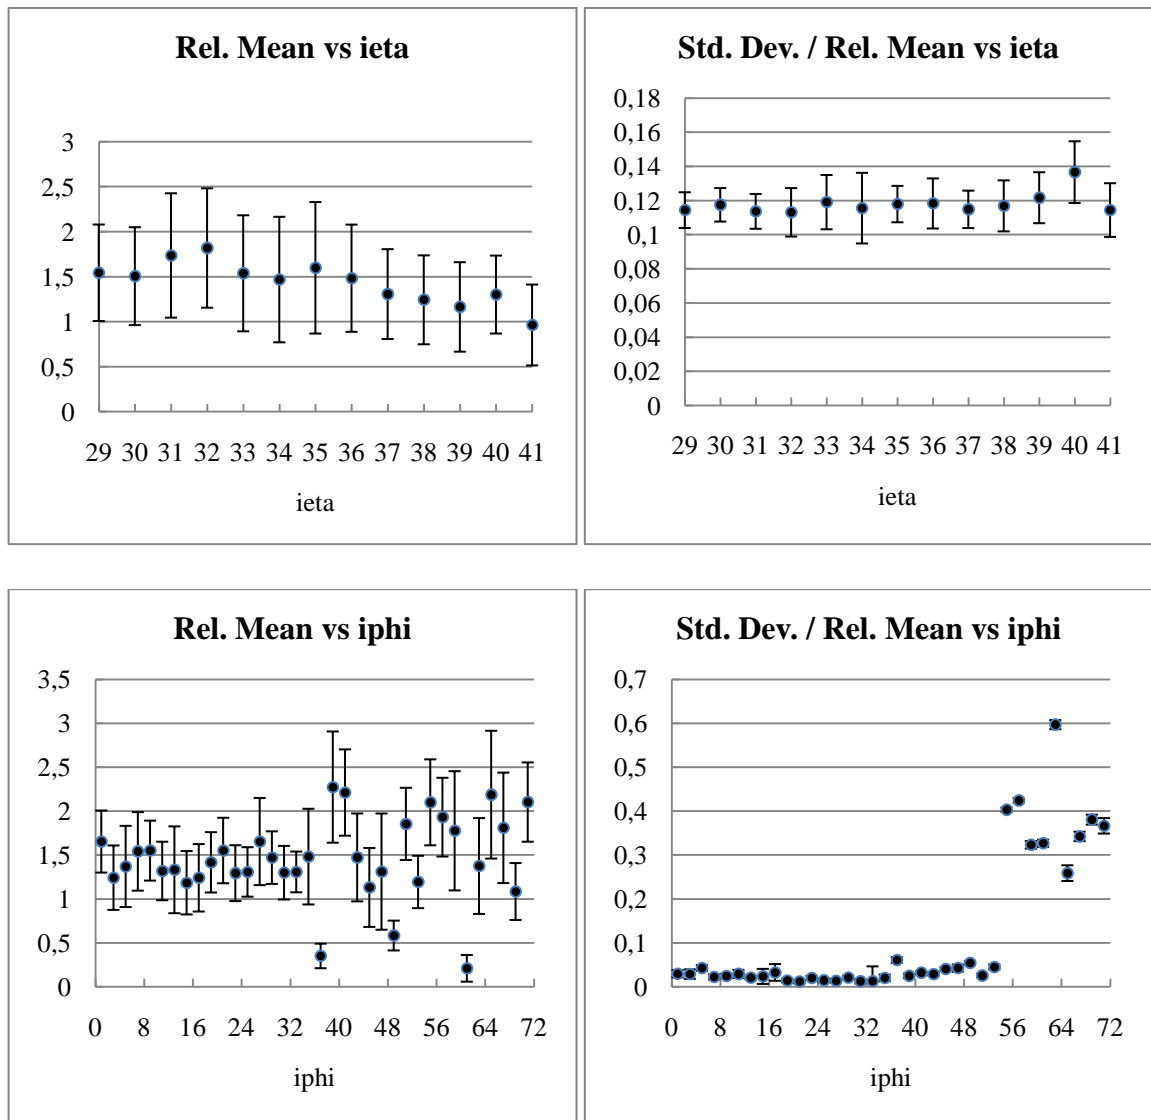 Rel. Mean vs ieta
3
2,5
2
1,5
1
0,5
0
29 30 31 32 33 34 35 36 37 38 39 40 41
ieta
Std. Dev. / Rel. Mean vs ieta
0,18
0,16
0,14
0,12
0,1
0,08
0,06
0,04
0,02
0
29 30 31 32 33 34 35 36 37 38 39 40 41
ieta
Rel. Mean vs iphi
3,5
3
2,5
2
1,5
1
0,5
0
0 8 16 24 32 40 48 56 64 72
iphi
Std. Dev. / Rel. Mean vs iphi
0,7
0,6
0,5
0,4
0,3
0,2
0,1
0
0 8 16 24 32 40 48 56 64 72
iphi